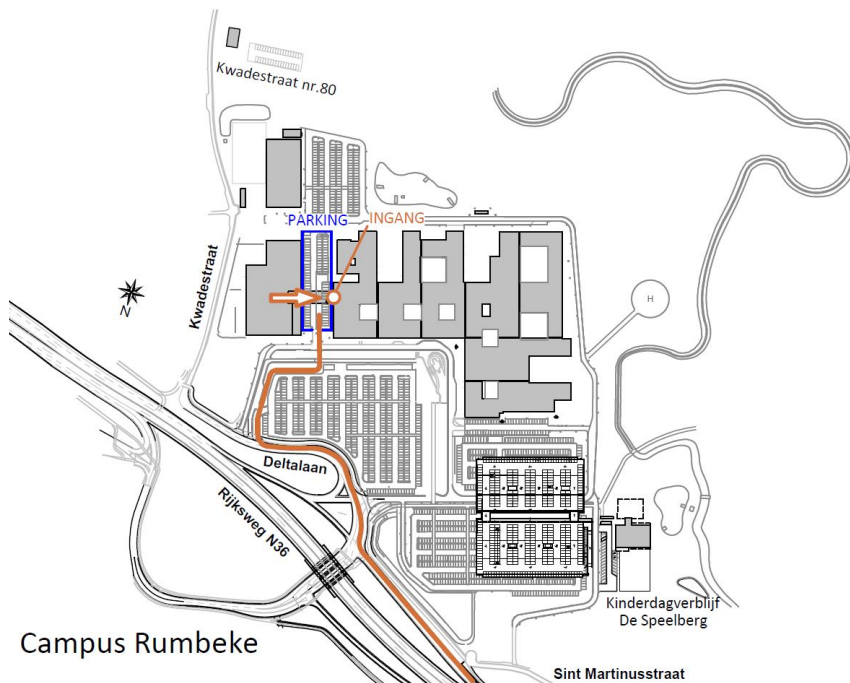 Kwadestraat nr.80
PARKING
INGANG
Kwadestraat
N
H
Deltalaan
Rijksweg N36
Kinderdagverblijf
De Speelberg
Campus Rumbeke
Sint Martinusstraat